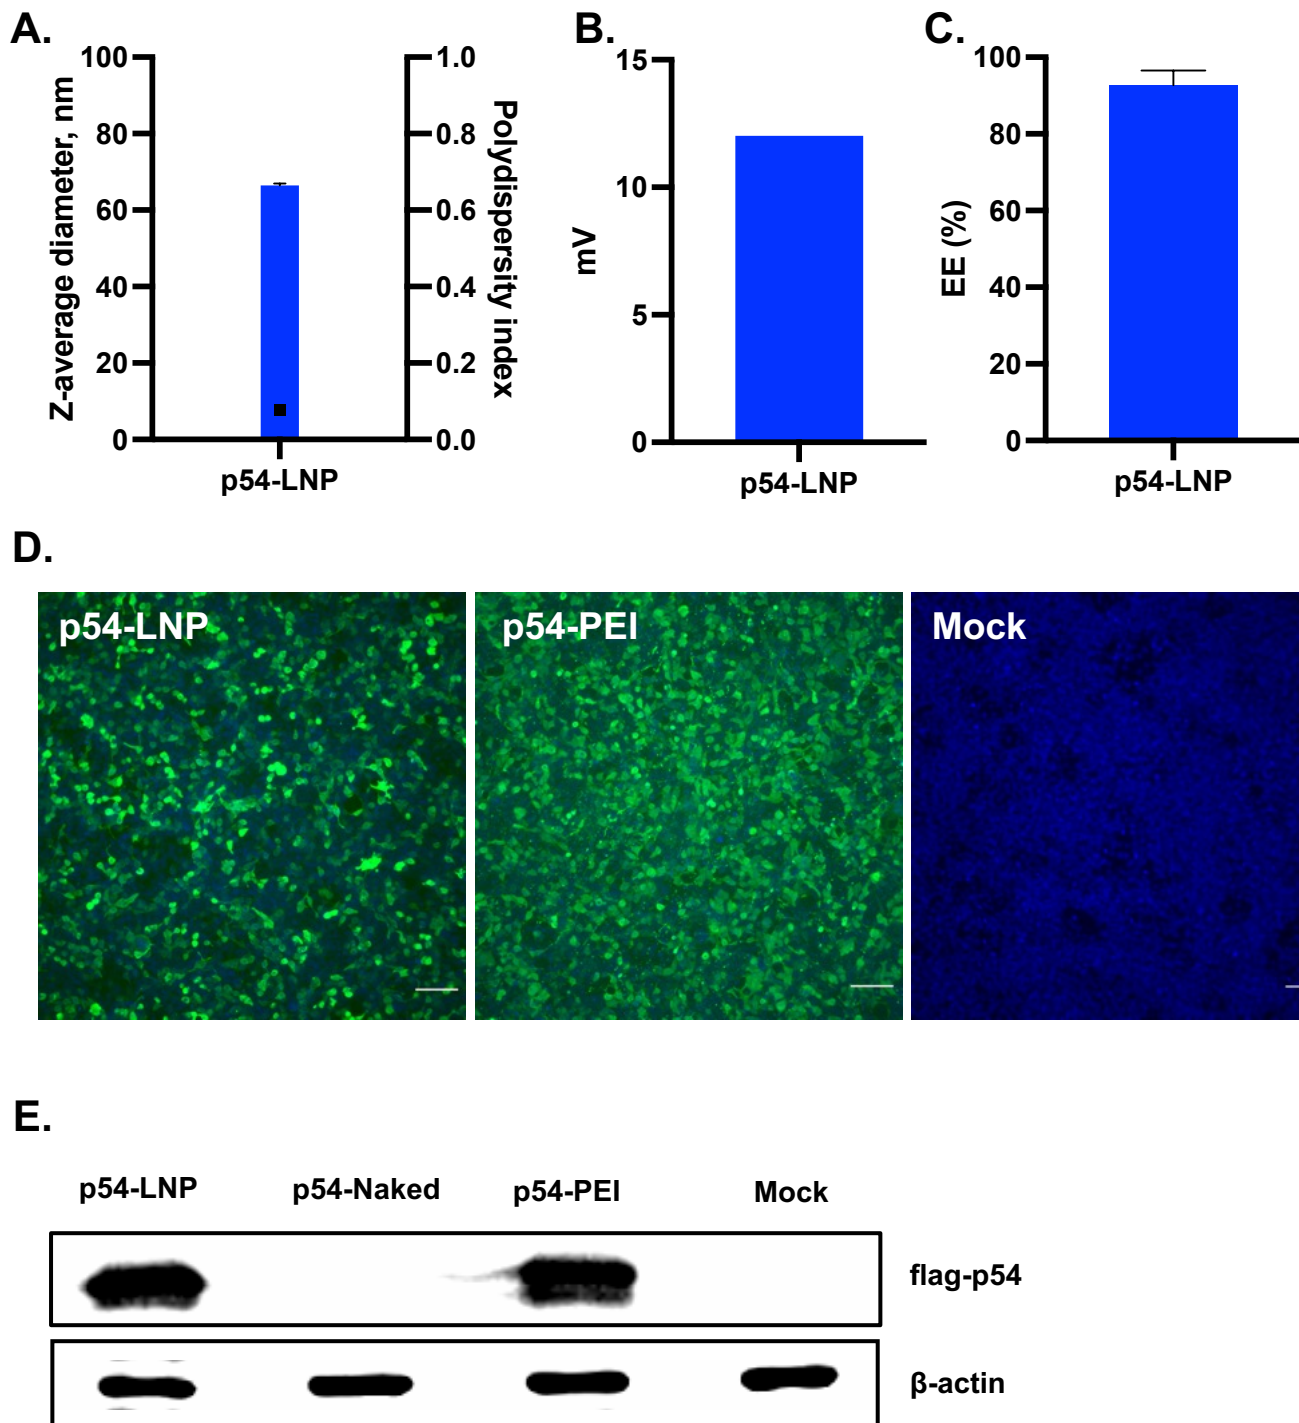 A.
100
80
60
40
20
0
Z-average diameter, nm
1.0
0.8
0.6
0.4
0.2
0.0
Polydispersity index
p54-LNP
B.
15
10
5
0
mV
p54-LNP
C.
100
80
60
40
20
0
EE (%)
p54-LNP
D.
p54-LNP
p54-PEI
Mock
E.
p54-LNP
p54-Naked
p54-PEI
Mock
flag-p54
β-actin